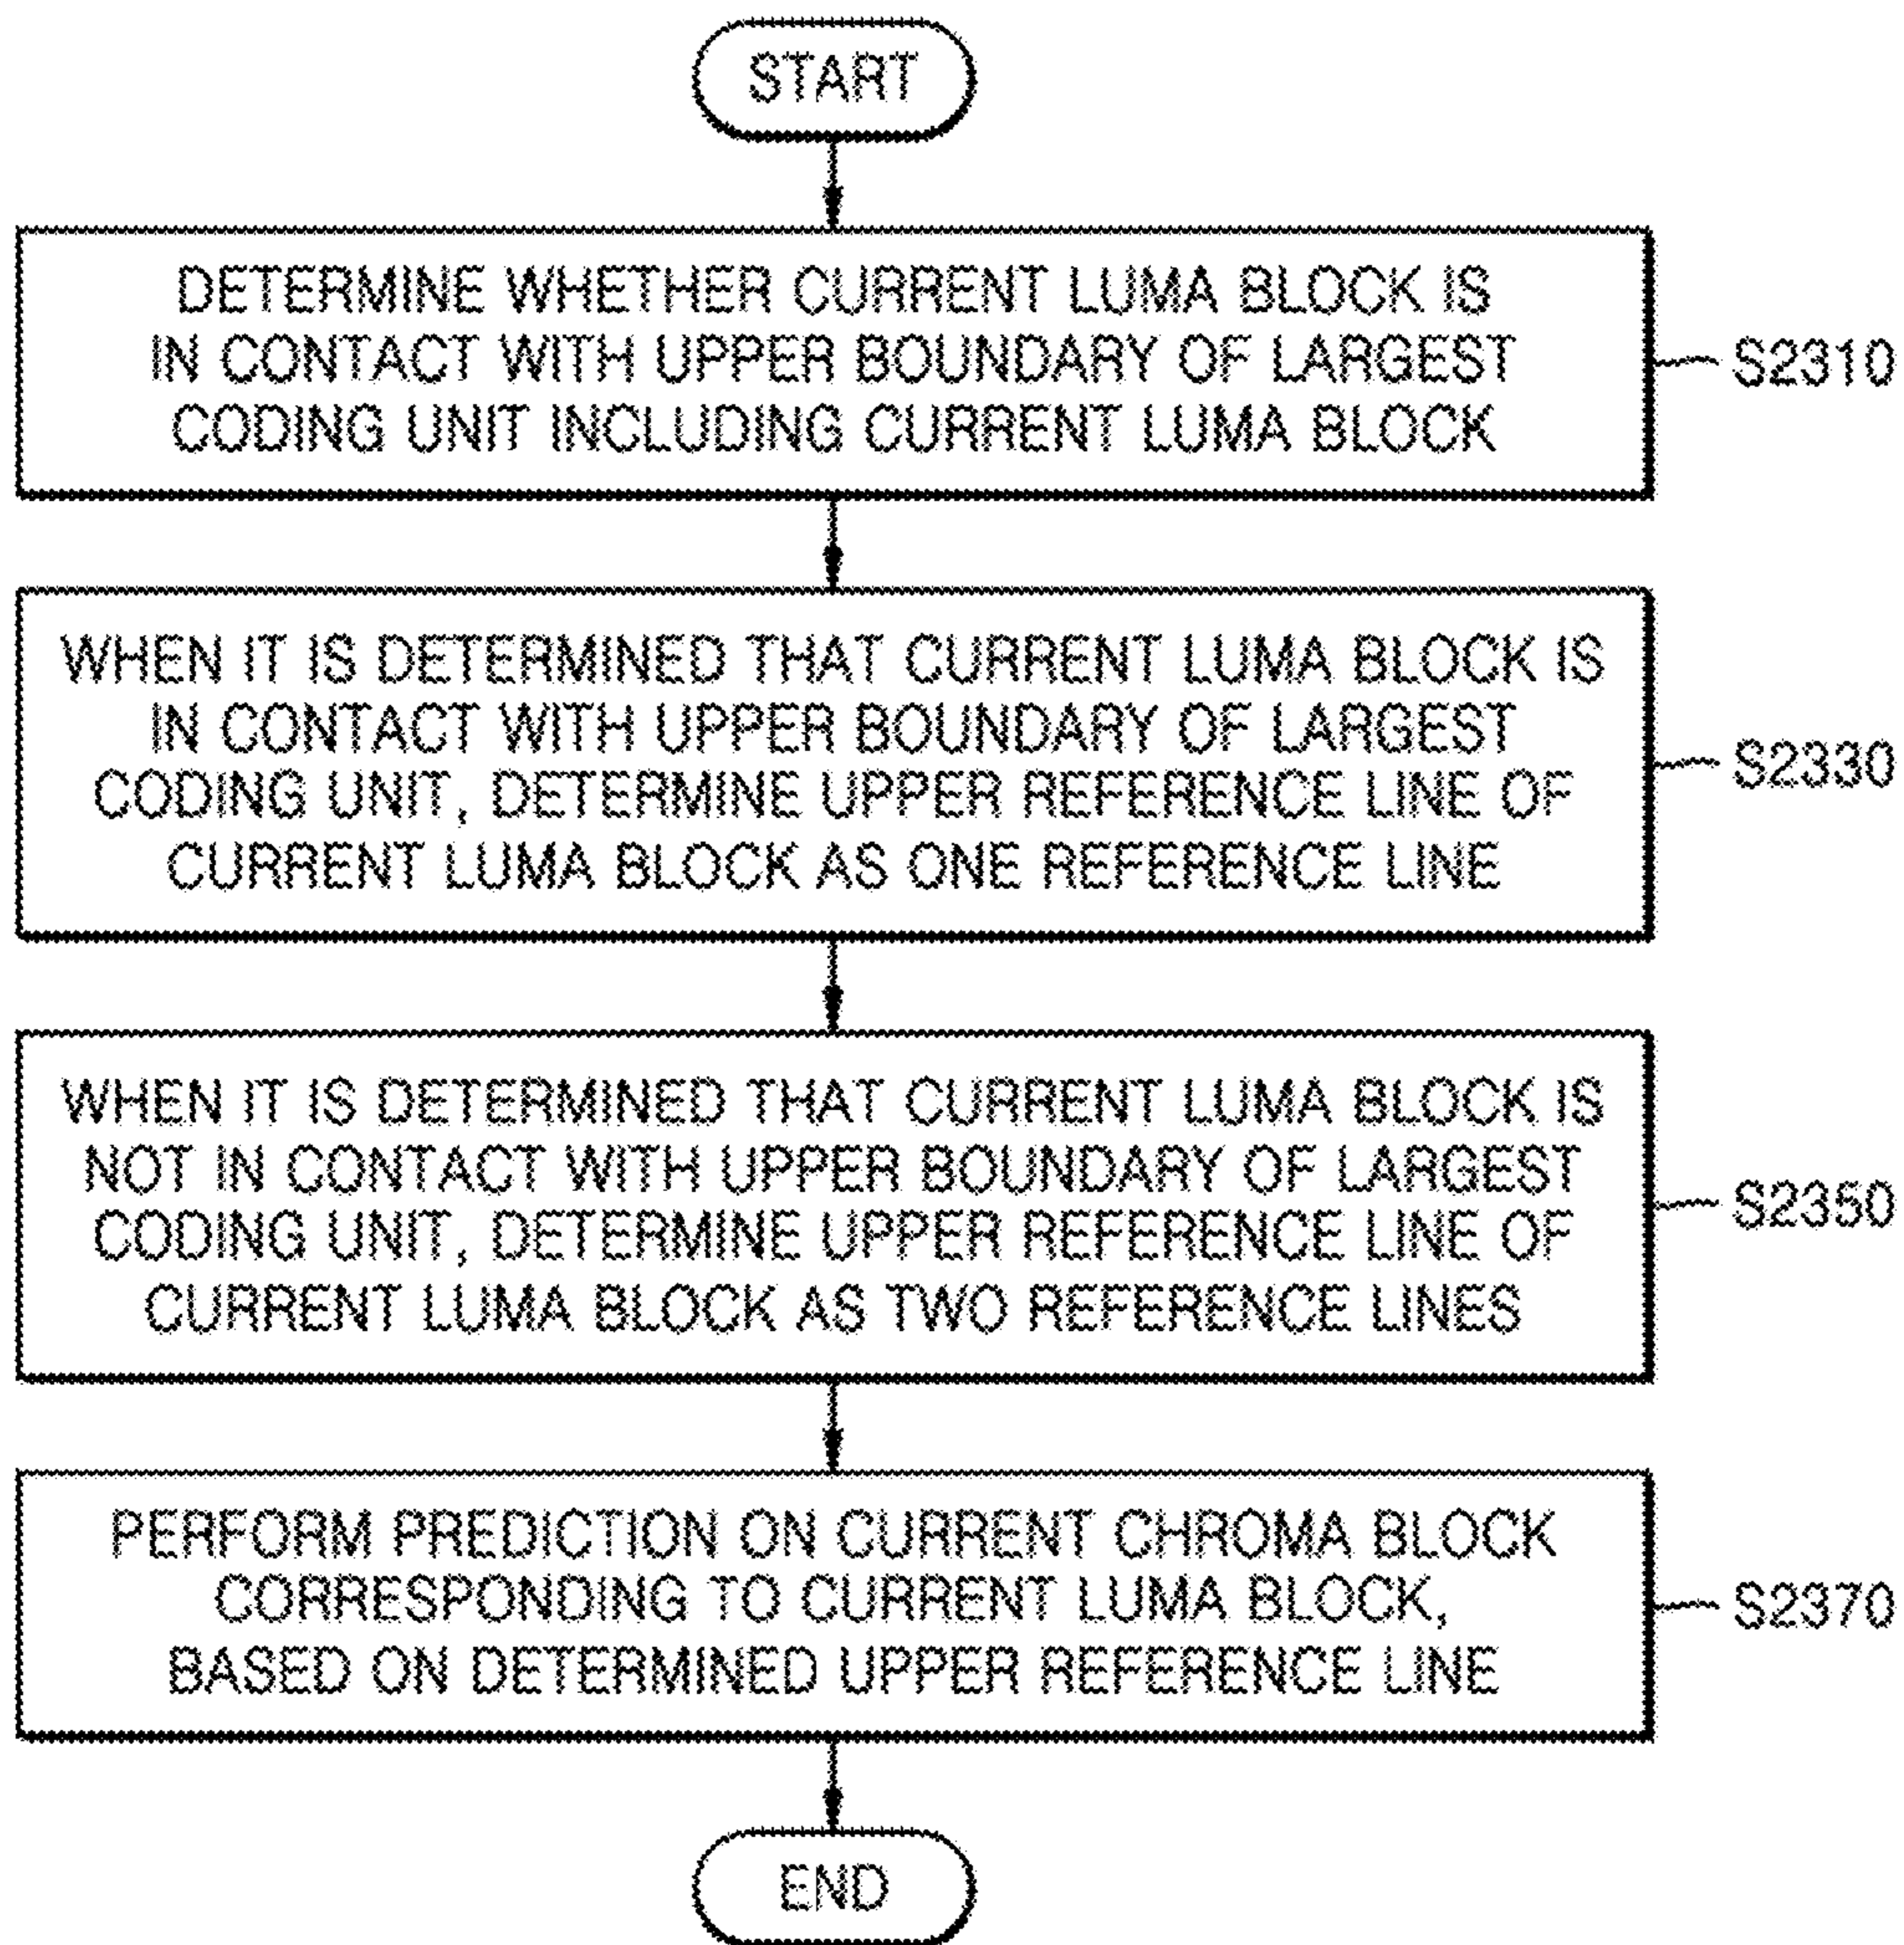 START
DETERMINE WHETHER CURRENT LUMA BLOCK IS
IN CONTACT WITH UPPER BOUNDARY OF LARGEST
CODING UNIT INCLUDING CURRENT LUMA BLOCK
S2310
WHEN IT IS DETERMINED THAT CURRENT LUMA BLOCK IS
IN CONTACT WITH UPPER BOUNDARY OF LARGEST
CODING UNIT, DETERMINE UPPER REFERENCE LINE OF
CURRENT LUMA BLOCK AS ONE REFERENCE LINE
S2330
WHEN IT IS DETERMINED THAT CURRENT LUMA BLOCK IS
NOT IN CONTACT WITH UPPER BOUNDARY OF LARGEST
CODING UNIT, DETERMINE UPPER REFERENCE LINE OF
CURRENT LUMA BLOCK AS TWO REFERENCE LINES
S2350
PERFORM PREDICTION ON CURRENT CHROMA BLOCK
CORRESPONDING TO CURRENT LUMA BLOCK,
BASED ON DETERMINED UPPER REFERENCE LINE
S2370
END